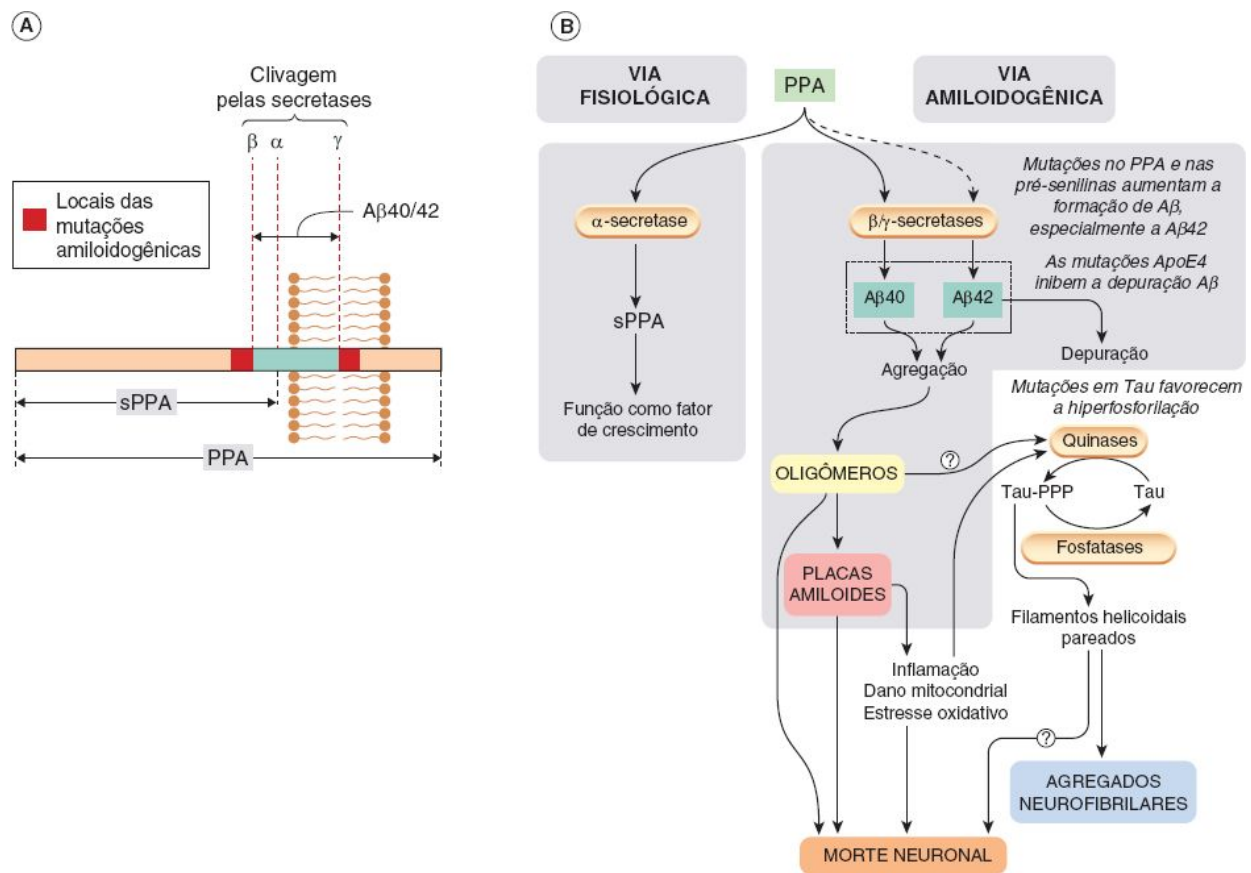 A
Clivagem
pelas secretases
β α γ
Locais das
mutações
amiloidogênicas
Aβ40/42
sPPA
PPA
B
VIA
FISIOLÓGICA
PPA
VIA
AMILOIDOGÊNICA
α-secretase
sPPA
Função como fator
de crescimento
β/γ-secretases
Mutações no PPA e nas
pré-senilinas aumentam a
formação de Aβ,
especialmente a Aβ42
As mutações ApoE4
inibem a depuração Aβ
Aβ40
Aβ42
Agregação
Depuração
Mutações em Tau favorecem
a hiperfosforilação
OLIGÔMEROS
?
Quinases
Tau-PPP
Tau
Fosfatases
PLACAS
AMILOIDES
Filamentos helicoidais
pareados
Inflamação
Dano mitocondrial
Estresse oxidativo
?
AGREGADOS
NEUROFIBRILARES
MORTE NEURONAL